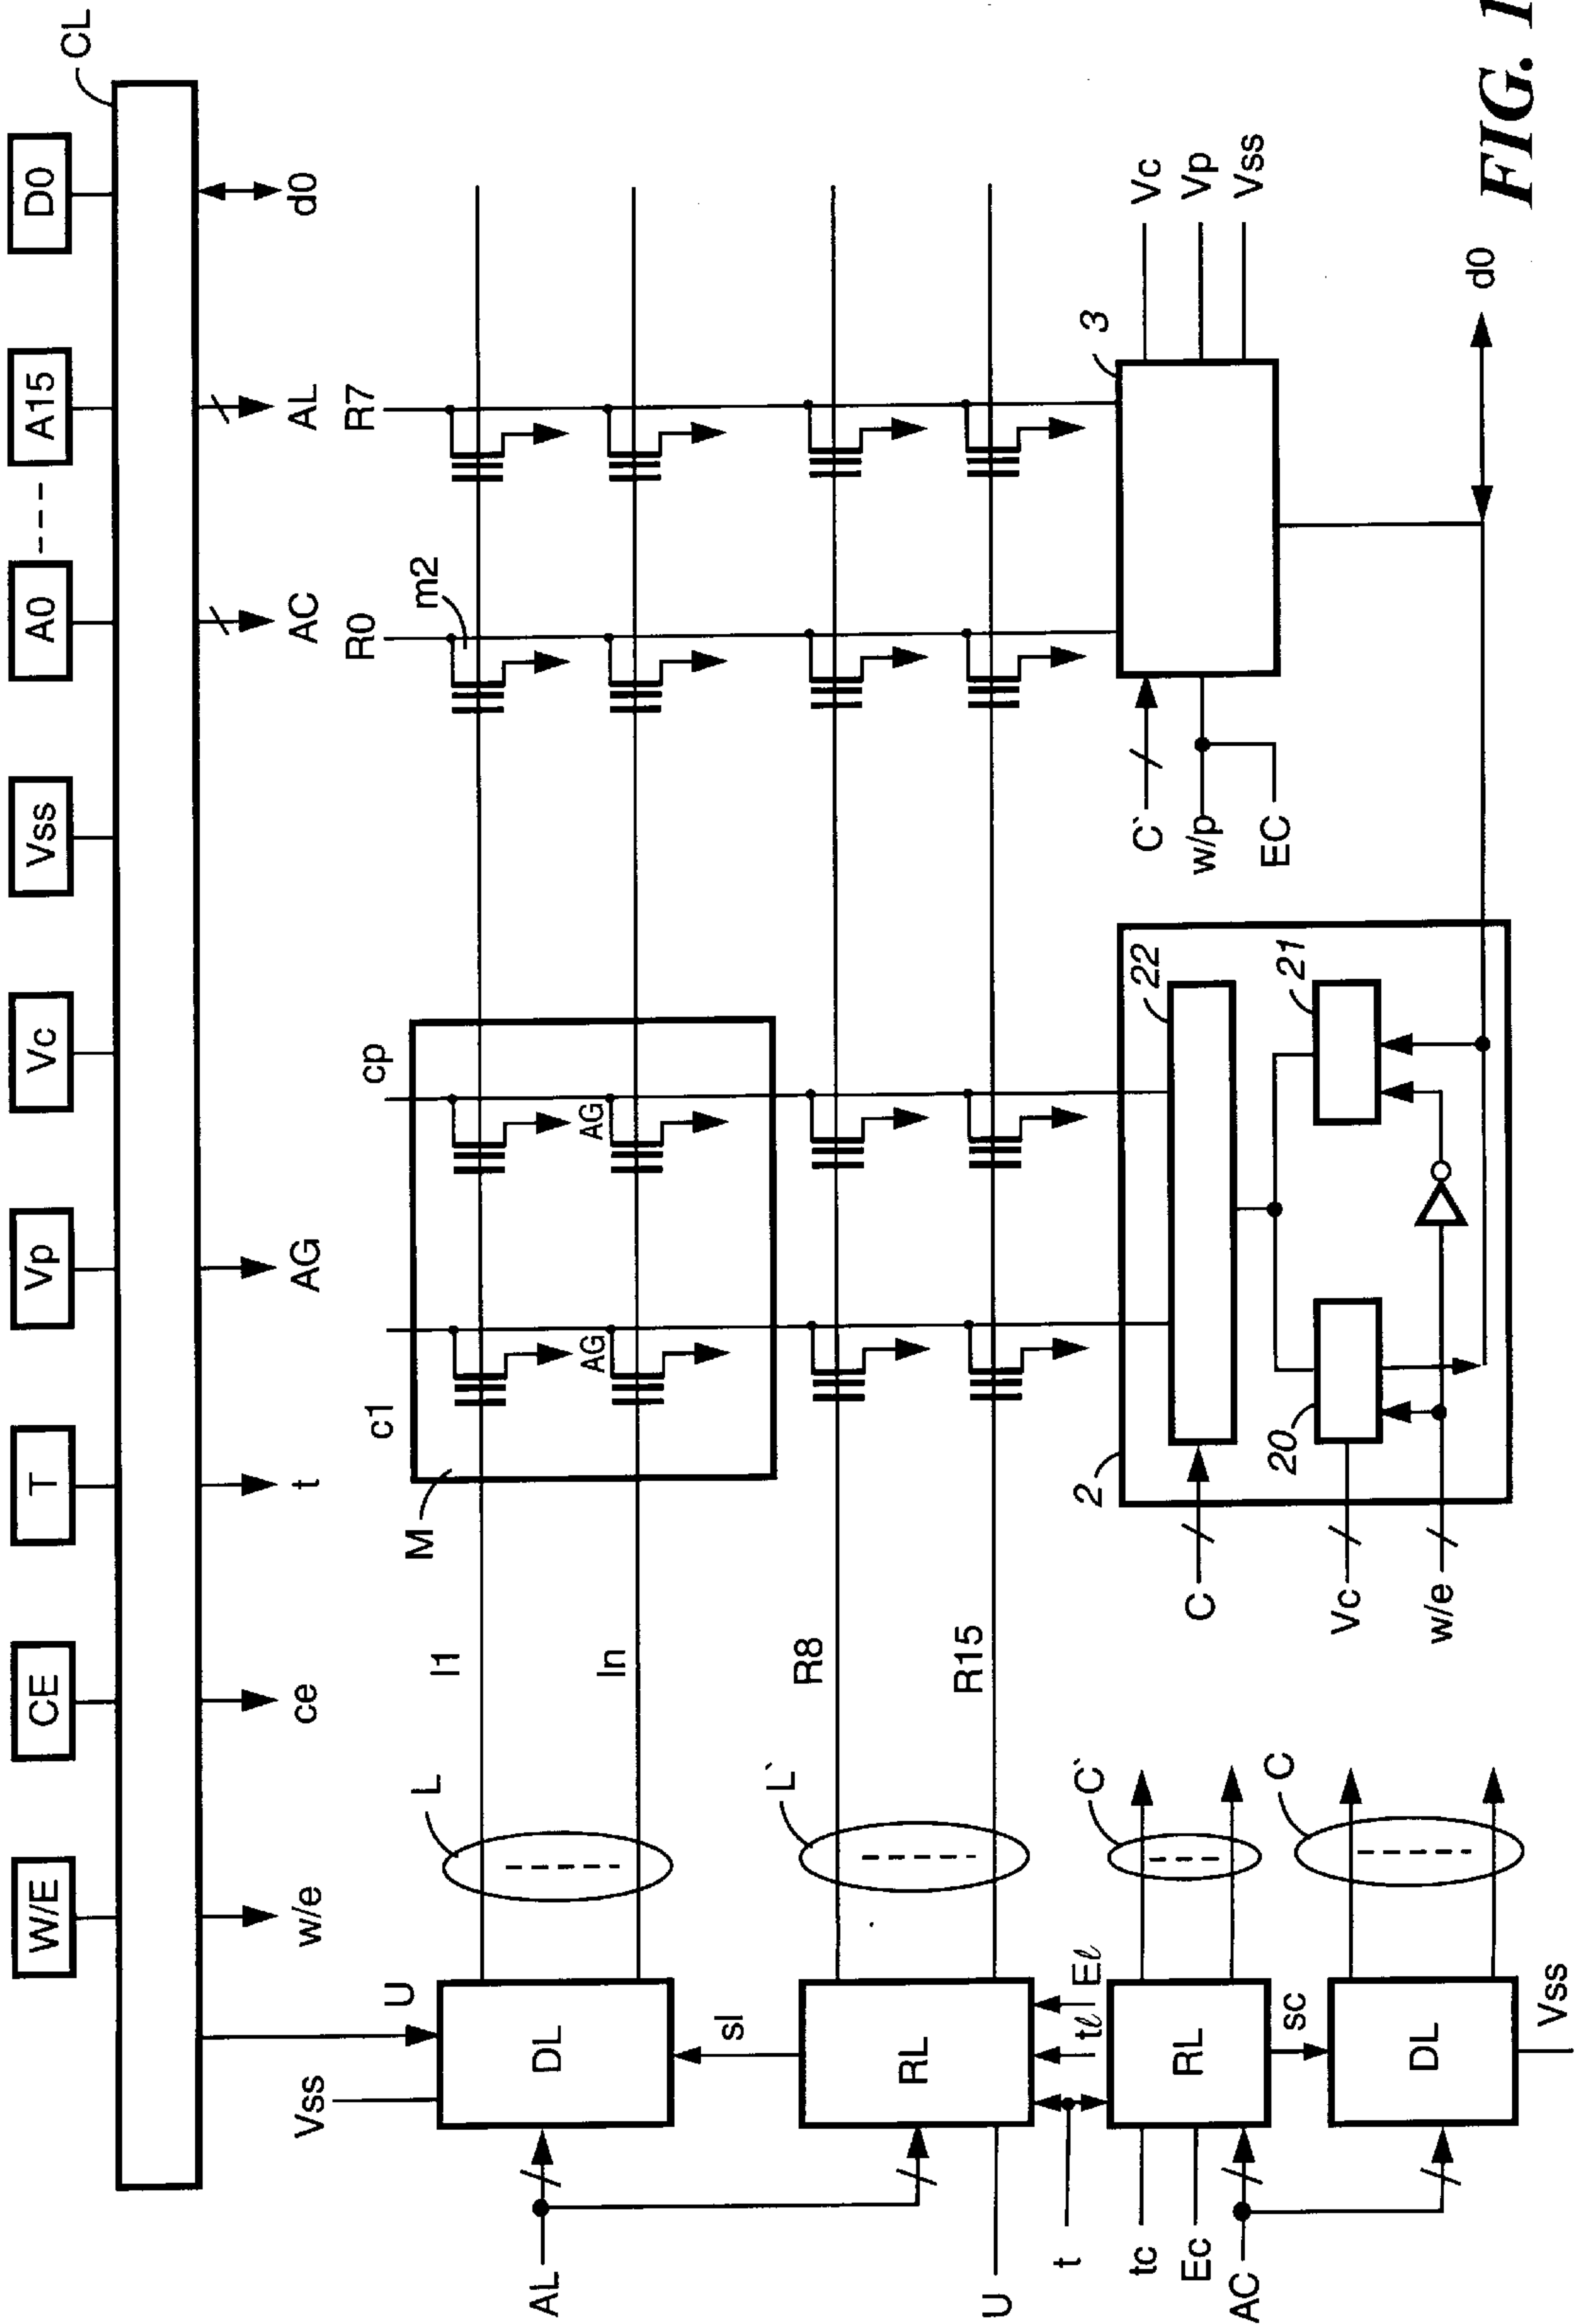 W/E CE T Vp Vc Vss A0 --- A15 D0
CL
w/e ce t AG AC AL d0
U
Vss
DL
AL
L
l1
ln
M
c1
cp
AG
AG
R0
R7
m2
sl
RL
U
L`
R8
R15
t
tℓ
Eℓ
tc
Ec
AC
RL
C`
sc
DL
C
Vss
C
Vc
w/e
2
22
20
21
C`
w/p
EC
3
Vc
Vp
Vss
d0
FIG. 1